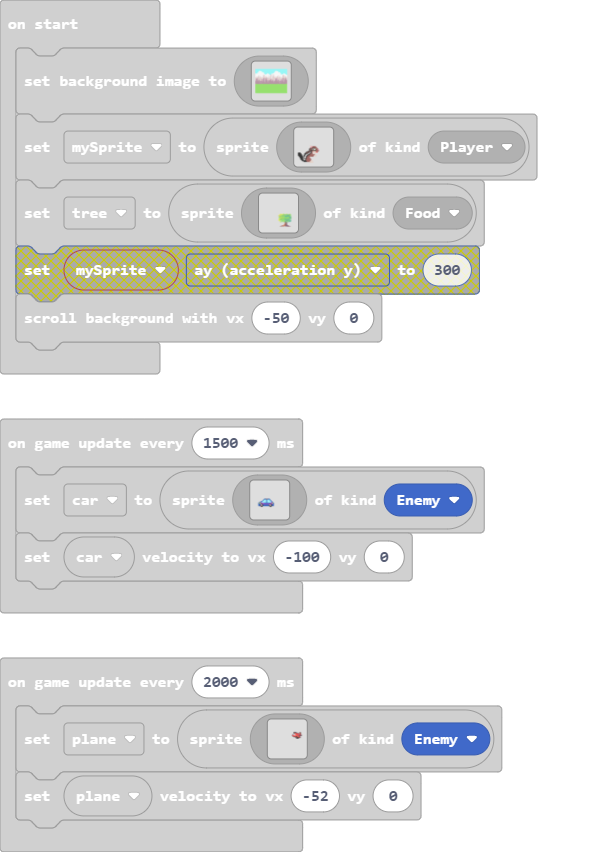 on start
set background image to
set mySprite to sprite of kind Player
set tree to sprite of kind Food
set mySprite ay (acceleration y) to 300
scroll background with vx -50 vy 0
on game update every 1500 ms
set car to sprite of kind Enemy
set car velocity to vx -100 vy 0
on game update every 2000 ms
set plane to sprite of kind Enemy
set plane velocity to vx -52 vy 0